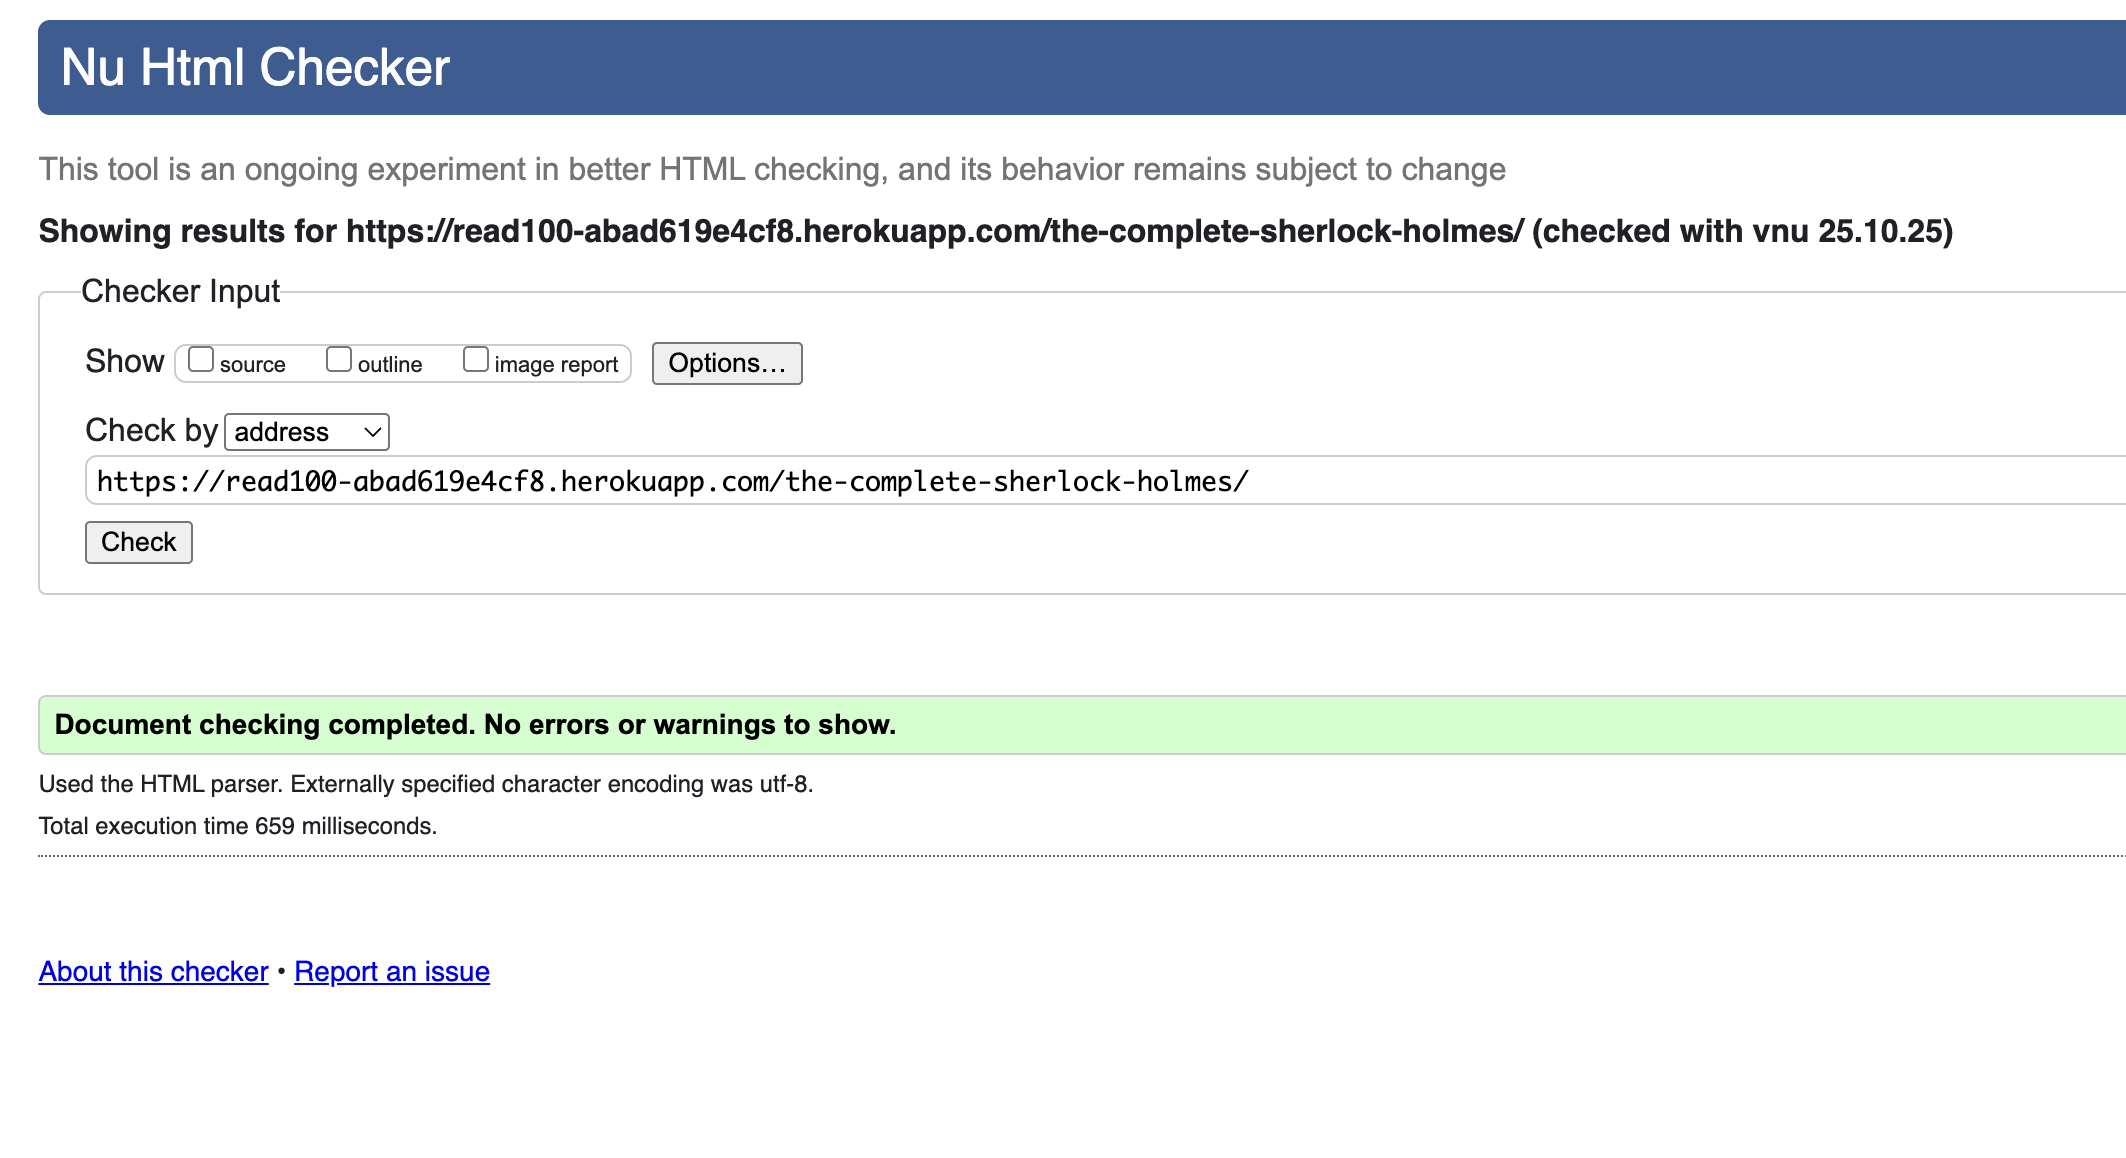 Nu Html Checker
This tool is an ongoing experiment in better HTML checking, and its behavior remains subject to change
Showing results for https://read100-abad619e4cf8.herokuapp.com/the-complete-sherlock-holmes/ (checked with vnu 25.10.25)
Checker Input
Show source outline image report Options...
Check by address
https://read100-abad619e4cf8.herokuapp.com/the-complete-sherlock-holmes/
Check
Document checking completed. No errors or warnings to show.
Used the HTML parser. Externally specified character encoding was utf-8.
Total execution time 659 milliseconds.
About this checker • Report an issue